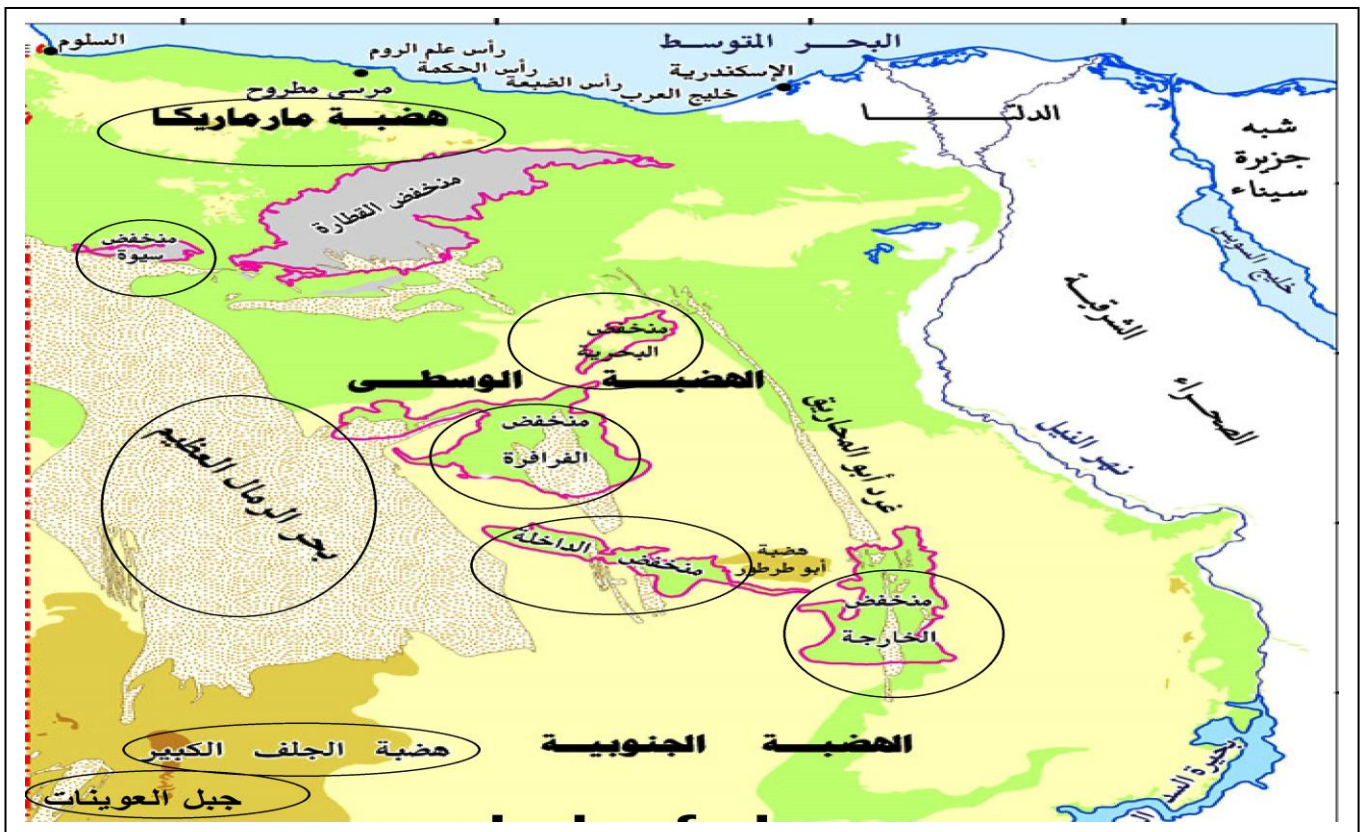 السلوم
البحر المتوسط
رأس علم الروم
رأس الحكمة
رأس الضبعة
خليج العرب
الإسكندرية
مرسى مطروح
هضبة مارماريكا
الدلتا
شبه
جزيرة
سيناء
خليج السويس
منخفض القطارة
منخفض
سيوة
منخفض
البحرية
الهضبة الوسطى
الصحراء
الشرقية
نهر النيل
غرد أبو المحاريق
منخفض
الفرافرة
بحر الرمال العظيم
منخفض الداخلة
هضبة
أبو طرطور
منخفض
الخارجة
هضبة الجلف الكبير
الهضبة الجنوبية
جبل العوينات
بحيرة السد